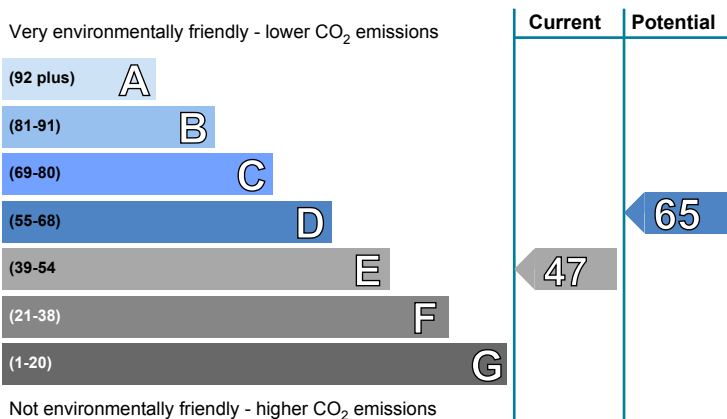 Very environmentally friendly - lower CO2 emissions
Current
Potential
(92 plus) A
(81-91) B
(69-80) C
(55-68) D
65
(39-54 E
47
(21-38) F
(1-20) G
Not environmentally friendly - higher CO2 emissions